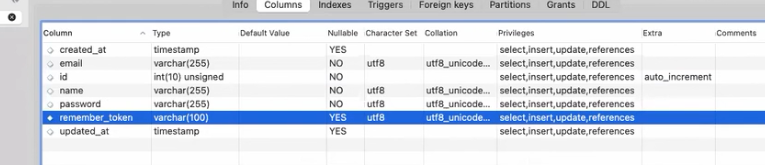 Info Columns Indexes Triggers Foreign keys Partitions Grants DDL
Column Type Default Value Nullable Character Set Collation Privileges Extra Comments
created_at timestamp YES select,insert,update,references
email varchar(255) NO utf8 utf8_unicode... select,insert,update,references
id int(10) unsigned NO select,insert,update,references auto_increment
name varchar(255) NO utf8 utf8_unicode... select,insert,update,references
password varchar(255) NO utf8 utf8_unicode... select,insert,update,references
remember_token varchar(100) YES utf8 utf8_unicode... select,insert,update,references
updated_at timestamp YES select,insert,update,references